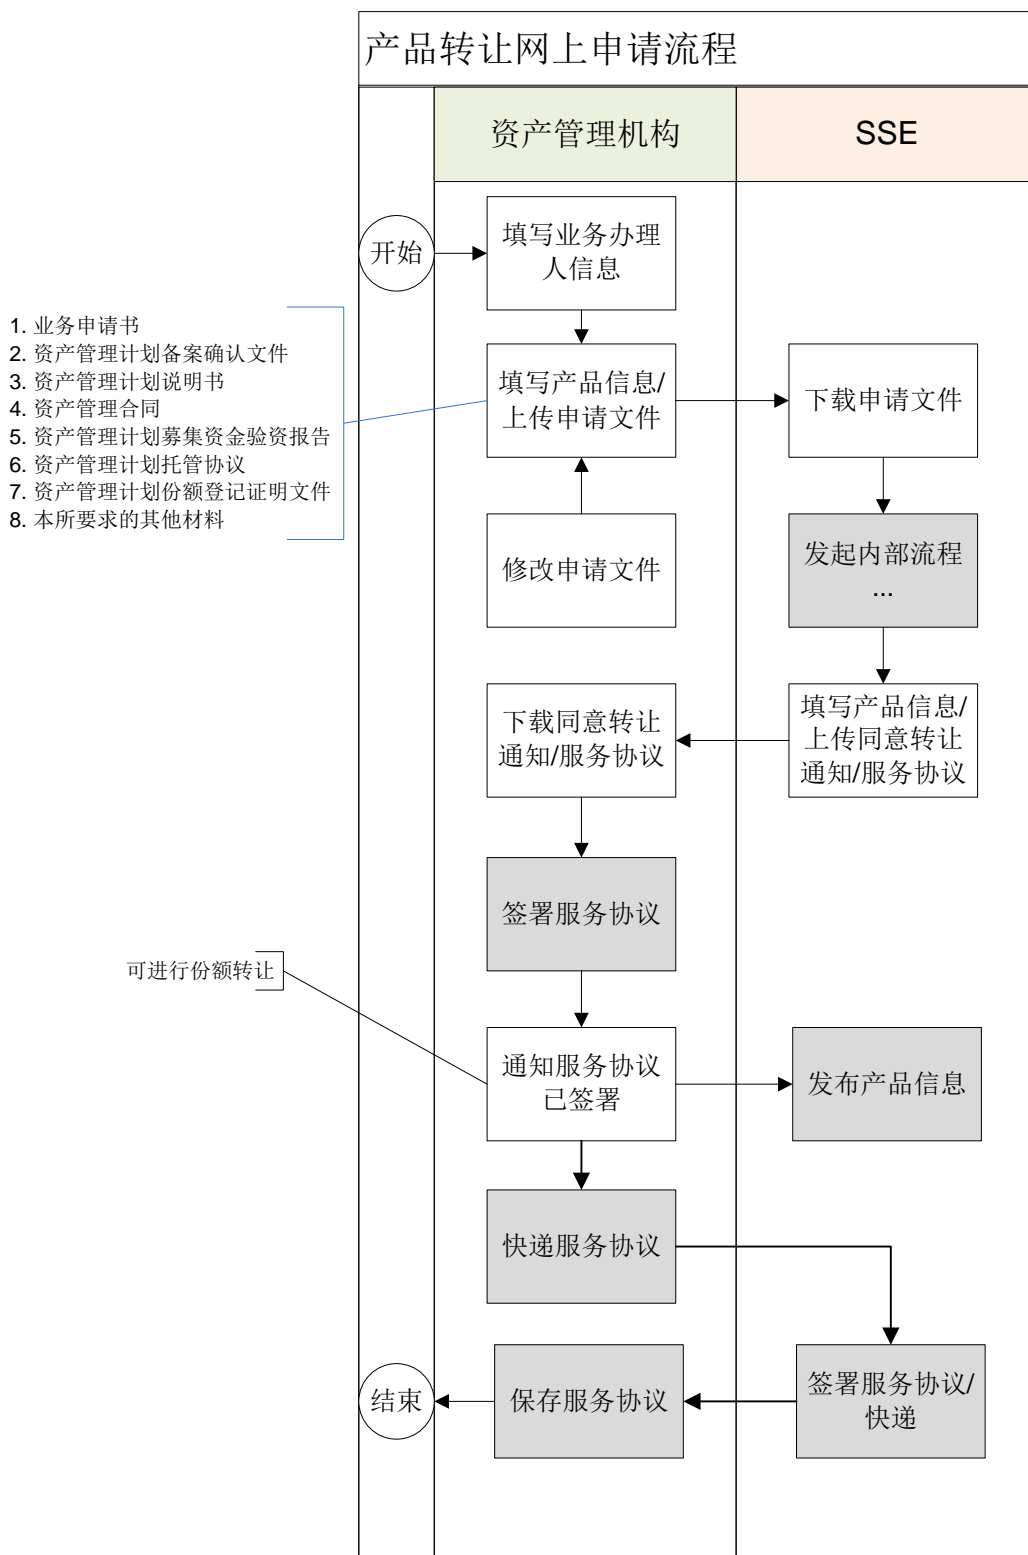 产品转让网上申请流程
资产管理机构
SSE
开始
填写业务办理
人信息
1. 业务申请书
2. 资产管理计划备案确认文件
3. 资产管理计划说明书
4. 资产管理合同
5. 资产管理计划募集资金验资报告
6. 资产管理计划托管协议
7. 资产管理计划份额登记证明文件
8. 本所要求的其他材料
填写产品信息/
上传申请文件
下载申请文件
修改申请文件
发起内部流程
...
下载同意转让
通知/服务协议
填写产品信息/
上传同意转让
通知/服务协议
签署服务协议
可进行份额转让
通知服务协议
已签署
发布产品信息
快递服务协议
结束
保存服务协议
签署服务协议/
快递